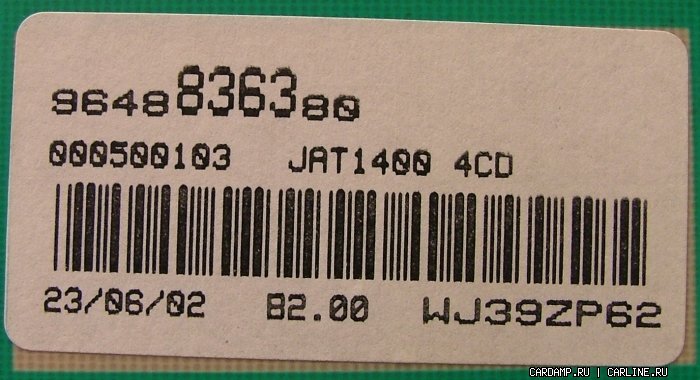 9648836380
000500103 JAT1400 4CD
23/06/02 82.00 WJ39ZP62
CARDAMP.RU | CARLINE.RU